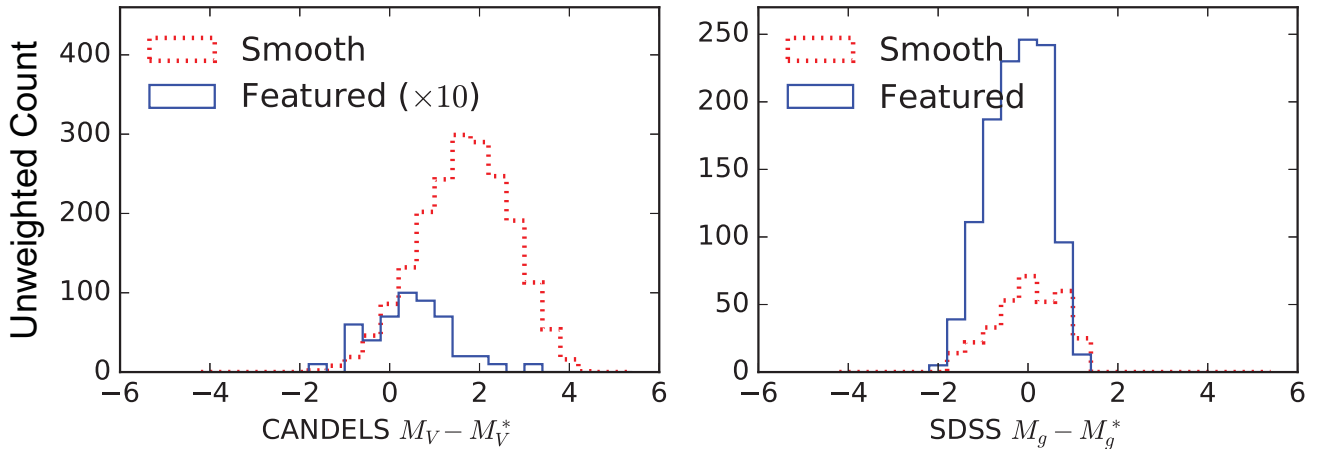 Unweighted Count
400
300
200
100
0
Smooth
Featured (×10)
−6 −4 −2 0 2 4 6
CANDELS $M_V - M_V^*$
250
200
150
100
50
0
Smooth
Featured
−6 −4 −2 0 2 4 6
SDSS $M_g - M_g^*$